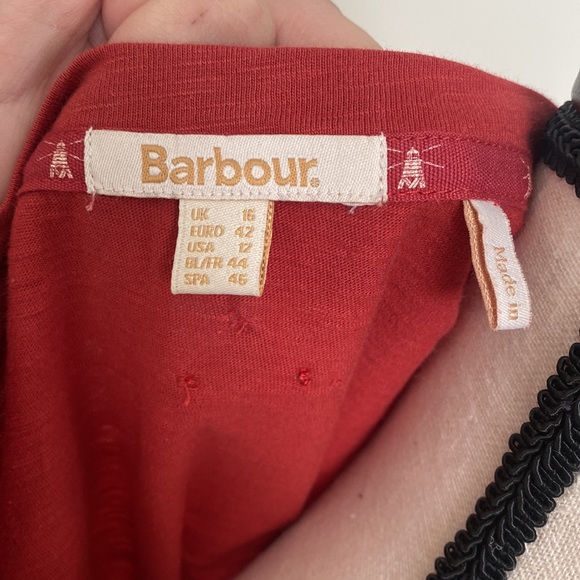 Barbour.
UK 16
EURO 42
USA 12
BL/FR 44
SPA 46
Made in